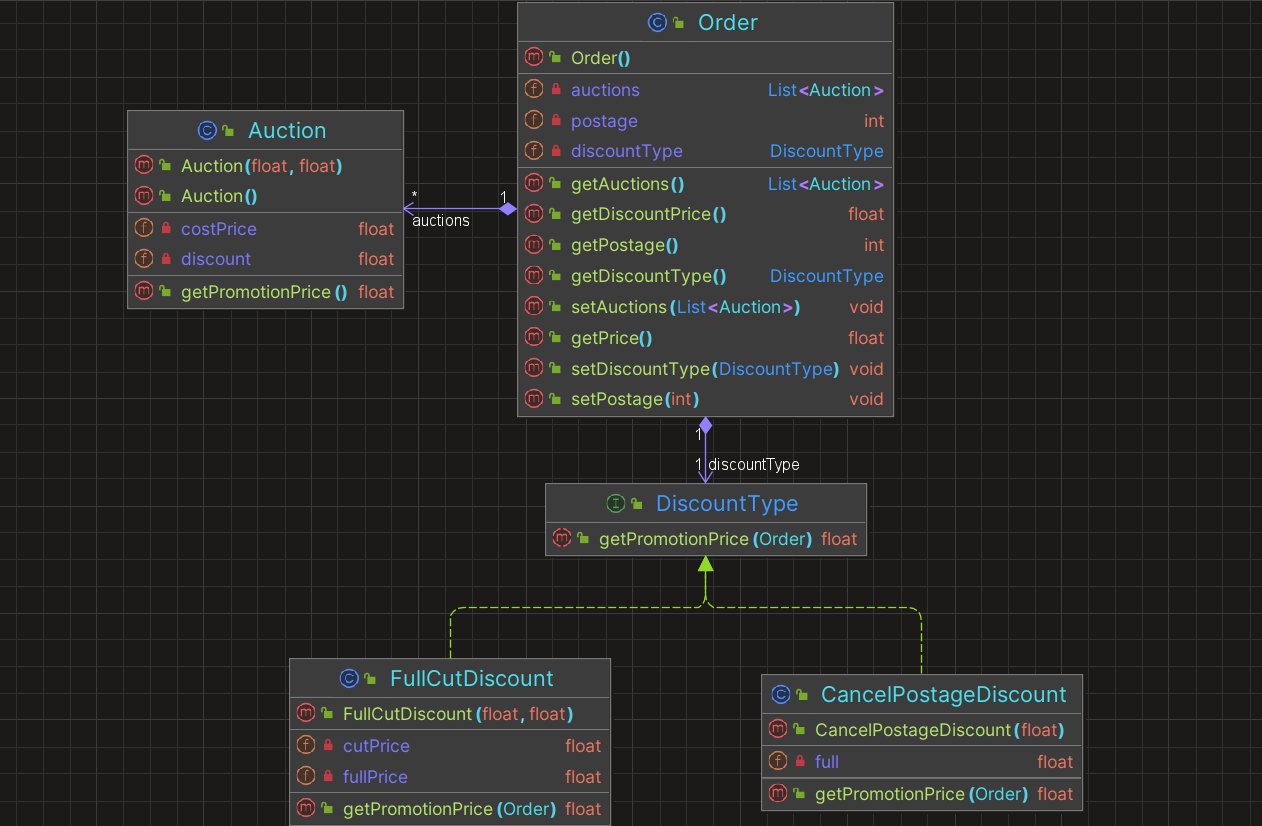 Order
Order()
auctions List<Auction>
postage int
discountType DiscountType
getAuctions() List<Auction>
getDiscountPrice() float
getPostage() int
getDiscountType() DiscountType
setAuctions(List<Auction>) void
getPrice() float
setDiscountType(DiscountType) void
setPostage(int) void
Auction
Auction(float, float)
Auction()
costPrice float
discount float
getPromotionPrice() float
* 1
auctions
1
1 discountType
DiscountType
getPromotionPrice(Order) float
FullCutDiscount
FullCutDiscount(float, float)
cutPrice float
fullPrice float
getPromotionPrice(Order) float
CancelPostageDiscount
CancelPostageDiscount(float)
full float
getPromotionPrice(Order) float